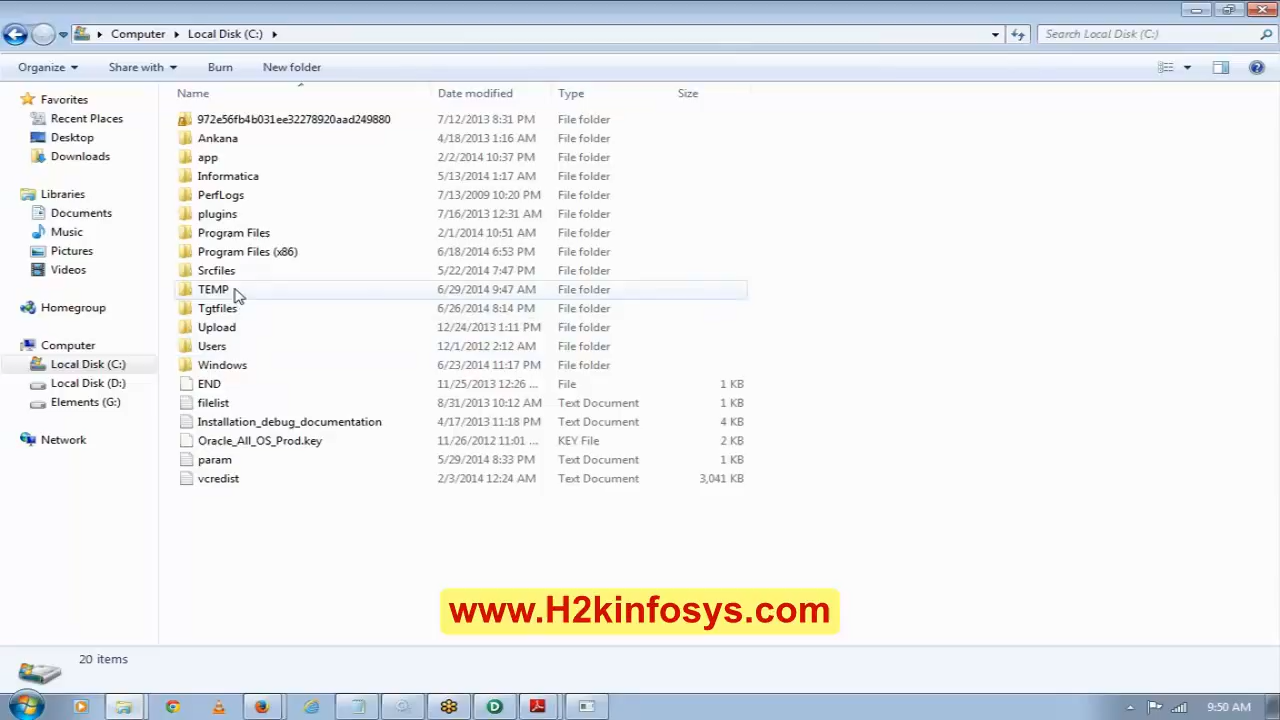 Computer Local Disk (C:) Search Local Disk (C:)
Organize Share with Burn New folder
Name Date modified Type Size
Favorites
Recent Places
Desktop
Downloads
Libraries
Documents
Music
Pictures
Videos
Homegroup
Computer
Local Disk (C:)
Local Disk (D:)
Elements (G:)
Network
972e56fb4b031ee32278920aad249880 7/12/2013 8:31 PM File folder
Ankana 4/18/2013 1:16 AM File folder
app 2/2/2014 10:37 PM File folder
Informatica 5/13/2014 1:17 AM File folder
PerfLogs 7/13/2009 10:20 PM File folder
plugins 7/16/2013 12:31 AM File folder
Program Files 2/1/2014 10:51 AM File folder
Program Files (x86) 6/18/2014 6:53 PM File folder
Srcfiles 5/22/2014 7:47 PM File folder
TEMP 6/29/2014 9:47 AM File folder
Tgtfiles 6/26/2014 8:14 PM File folder
Upload 12/24/2013 1:11 PM File folder
Users 12/1/2012 2:12 AM File folder
Windows 6/23/2014 11:17 PM File folder
END 11/25/2013 12:26 ... File 1 KB
filelist 8/31/2013 10:12 AM Text Document 1 KB
Installation_debug_documentation 4/17/2013 11:18 PM Text Document 4 KB
Oracle_All_OS_Prod.key 11/26/2012 11:01 ... KEY File 2 KB
param 5/29/2014 8:33 PM Text Document 1 KB
vcredist 2/3/2014 12:24 AM Text Document 3,041 KB
www.H2kinfosys.com
20 items
9:50 AM